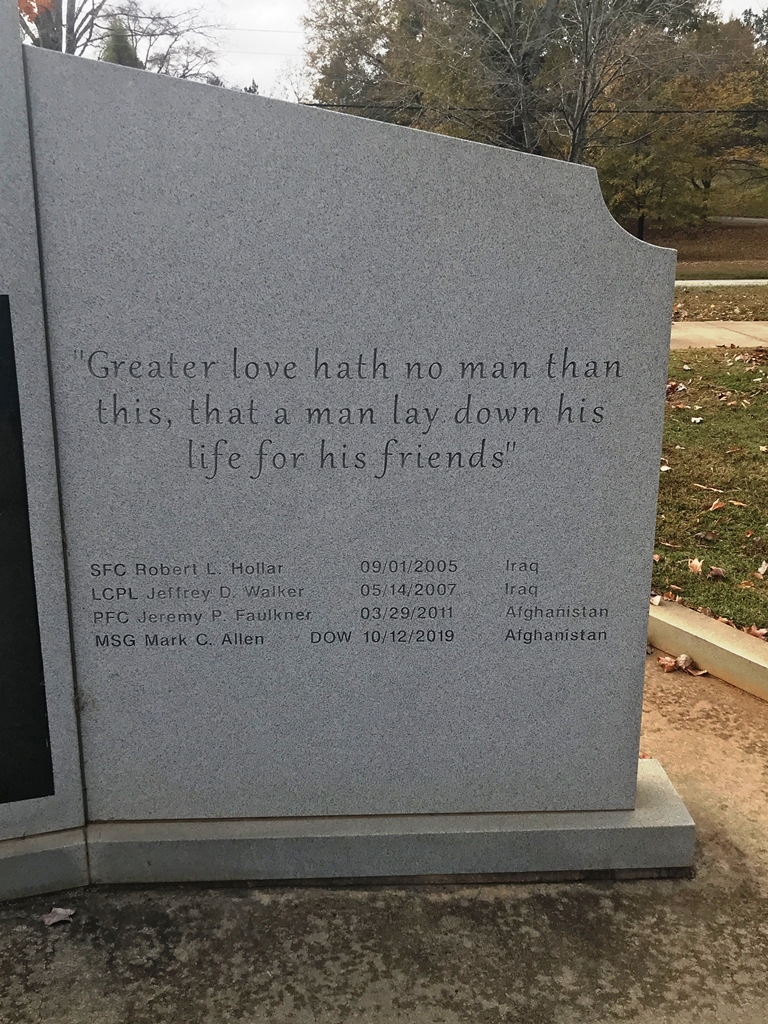 "Greater love hath no man than
this, that a man lay down his
life for his friends"
SFC Robert L. Hollar 09/01/2005 Iraq
LCPL Jeffrey D. Walker 05/14/2007 Iraq
PFC Jeremy P. Faulkner 03/29/2011 Afghanistan
MSG Mark C. Allen DOW 10/12/2019 Afghanistan